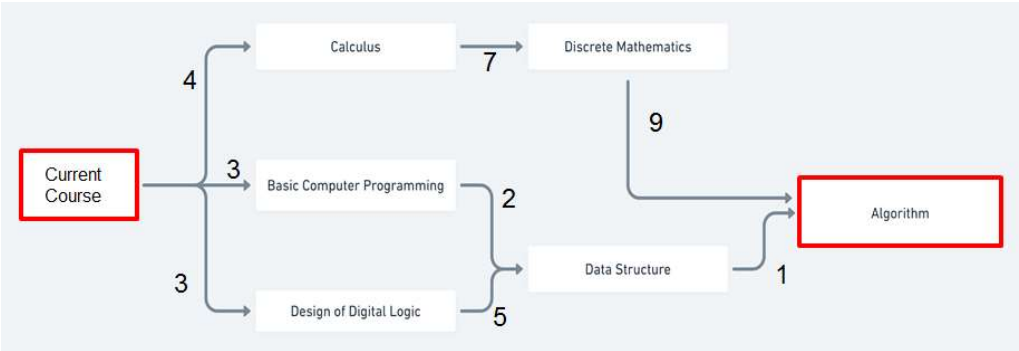 Calculus
7
Discrete Mathematics
4
9
Current
Course
3
Basic Computer Programming
2
Algorithm
Data Structure
1
3
Design of Digital Logic
5